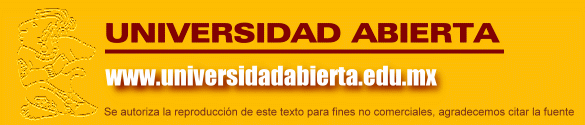 UNIVERSIDAD ABIERTA
www.universidadabierta.edu.mx
Se autoriza la reproducción de este texto para fines no comerciales, agradecemos citar la fuente